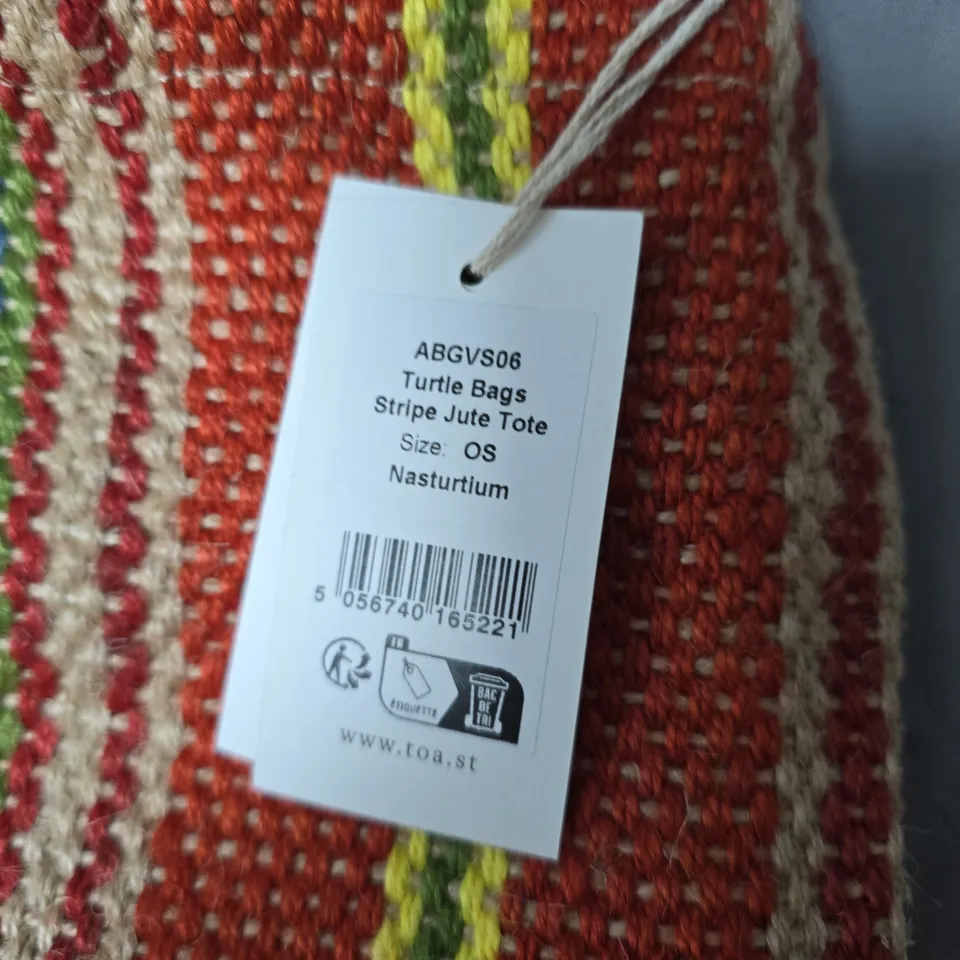 ABGVS06
Turtle Bags
Stripe Jute Tote
Size: OS
Nasturtium
5 056740 165221
FR
ÉTIQUETTE
BAC
DE
TRI
www.toa.st